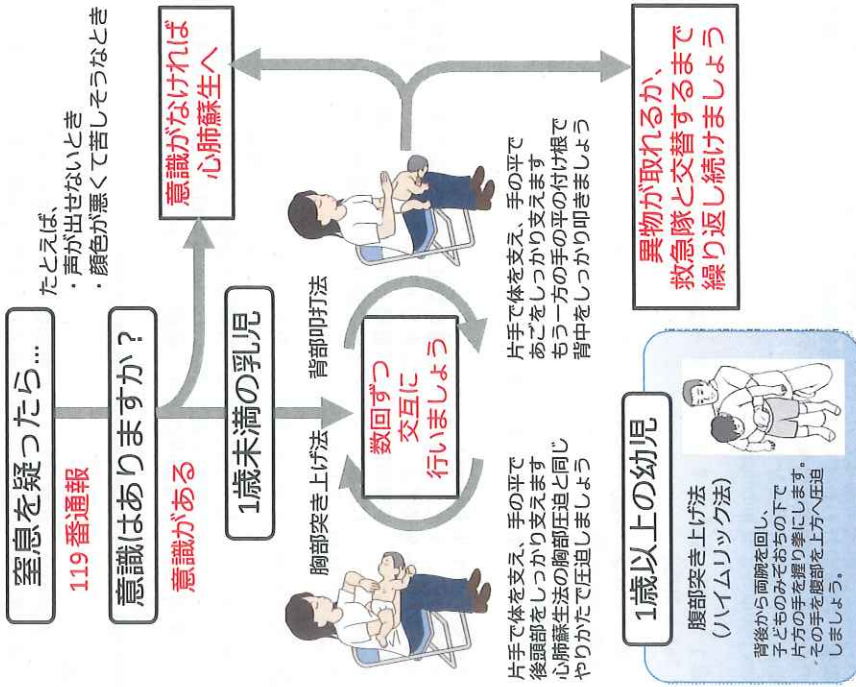 窒息を疑ったら...
たとえば、
・声が出せないとき
・顔色が悪くて苦しそうなとき
119番通報
意識はありますか？
意識がある
意識がなければ
心肺蘇生へ
1歳未満の乳児
胸部突き上げ法
背部叩打法
数回ずつ
交互に
行いましょう
片手で体を支え、手の平で
後頭部をしっかり支えます
心肺蘇生法の胸部圧迫と同じ
やりかたで圧迫しましょう
片手で体を支え、手の平で
あごをしっかり支えます
もう一方の手の平の付け根で
背中をしっかり叩きましょう
1歳以上の幼児
腹部突き上げ法
（ハイムリック法）
背後から両腕を回し、
子どものみぞおちの下で
片方の手を握り拳にします。
その手を腹部を上方へ圧迫
しましょう。
異物が取れるか、
救急隊と交替するまで
繰り返し続けましょう